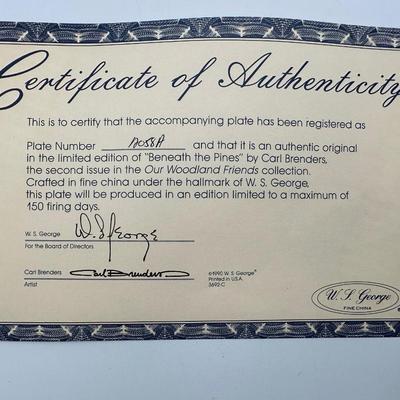 Certificate of Authenticity
This is to certify that the accompanying plate has been registered as
Plate Number and that it is an authentic original
in the limited edition of "Beneath the Pines" by Carl Brenders,
the second issue in the Our Woodland Friends collection.
Crafted in fine china under the hallmark of W. S. George,
this plate will be produced in an edition limited to a maximum of
150 firing days.
W. S. George W. S. George
For the Board of Directors
Carl Brenders Carl Brenders
Artist
©1990 W. S. George®
Printed in U.S.A.
3692-C
W. S. George
FINE CHINA